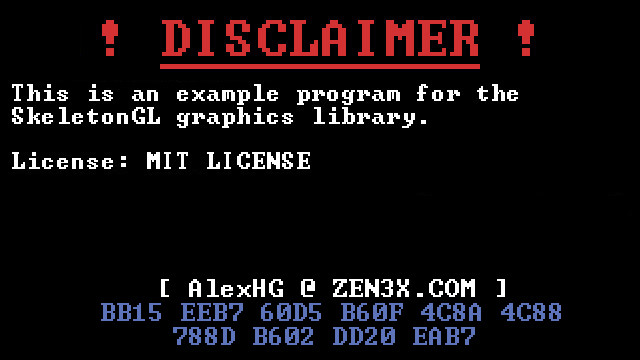 ! DISCLAIMER !
This is an example program for the
SkeletonGL graphics library.
License: MIT LICENSE
[ AlexHG @ ZEN3X.COM ]
BB15 EEB7 60D5 B60F 4C8A 4C88
788D B602 DD20 EAB7